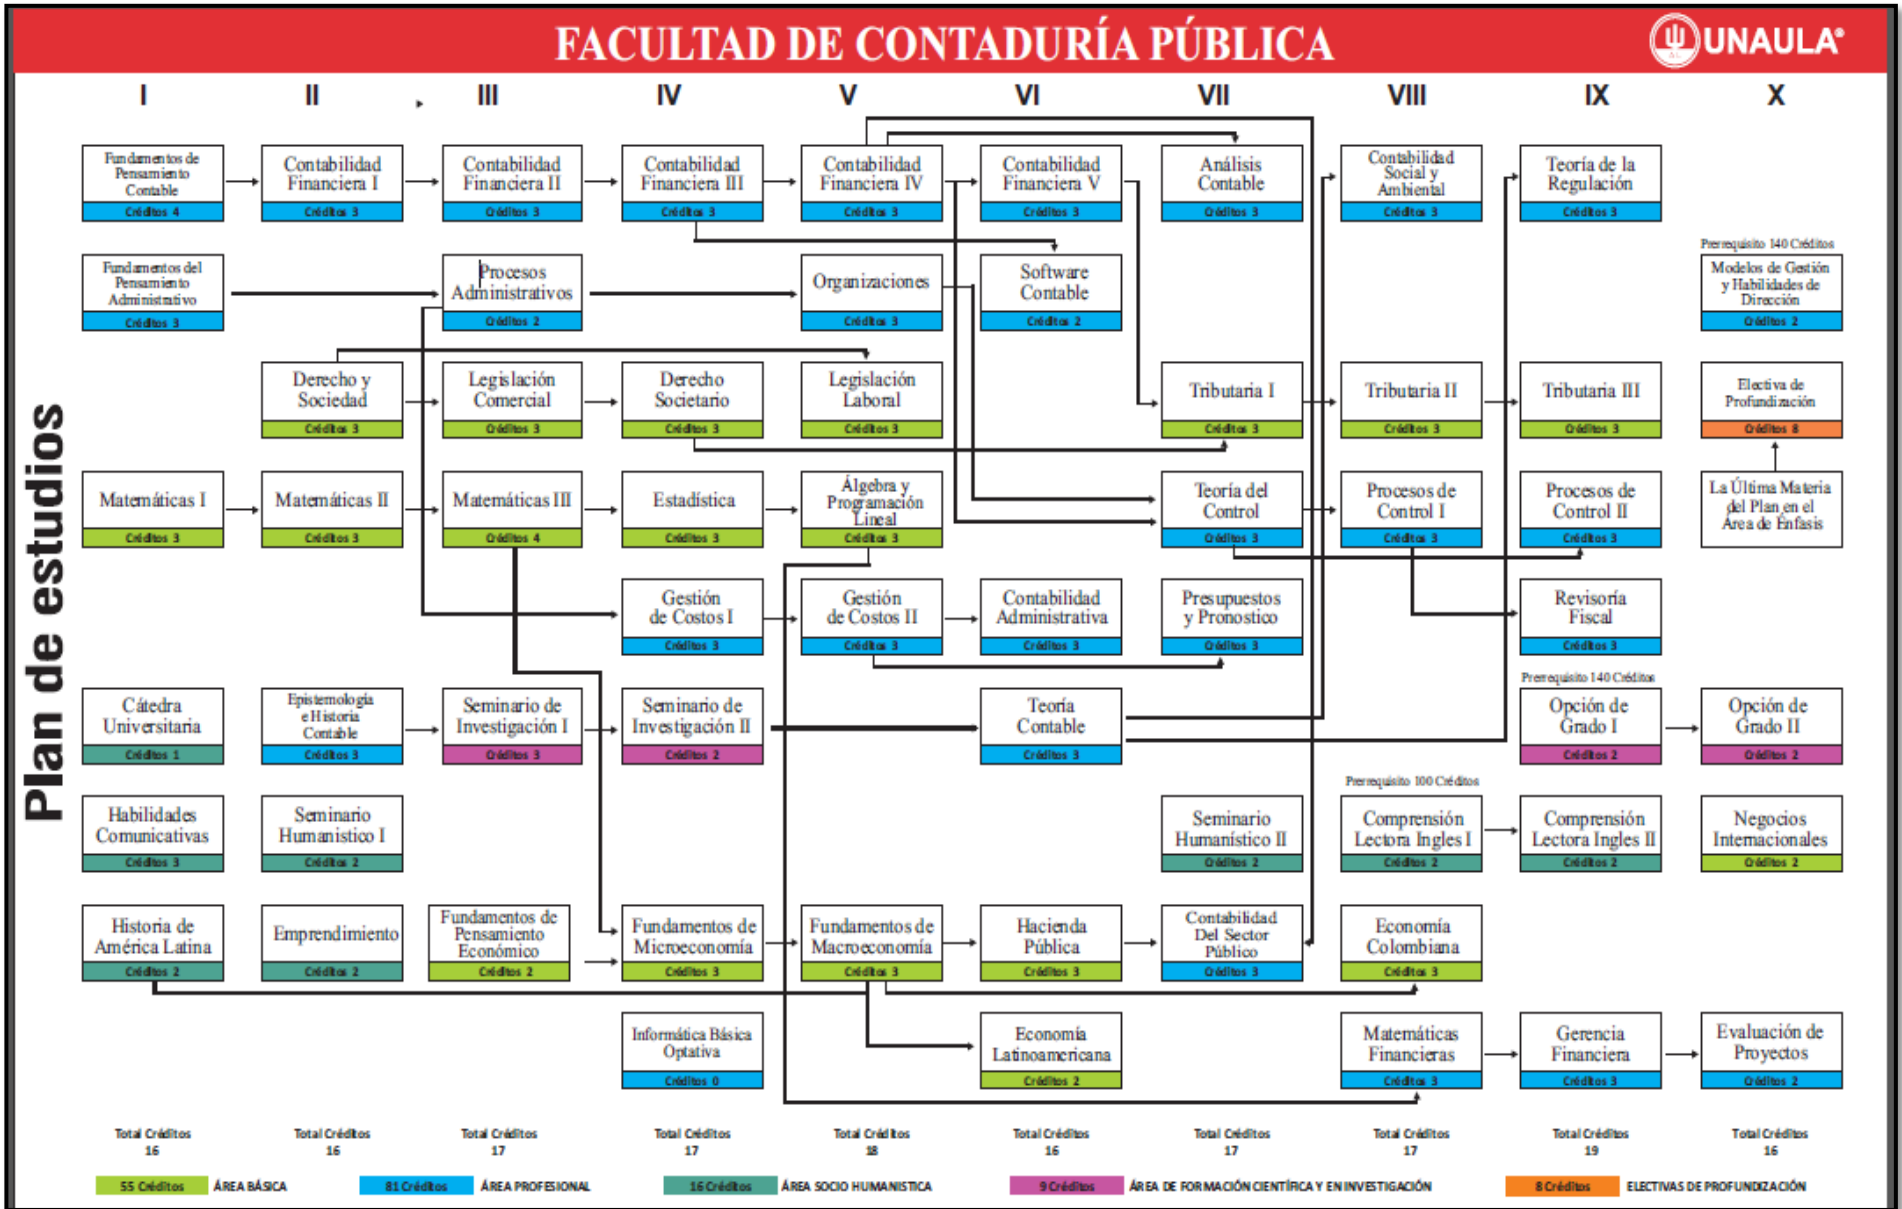 FACULTAD DE CONTADURÍA PÚBLICA
UNAULA®
Plan de estudios
I II III IV V VI VII VIII IX X
Fundamentos de
Pensamiento
Contable
Créditos 4
Contabilidad
Financiera I
Créditos 3
Contabilidad
Financiera II
Créditos 3
Contabilidad
Financiera III
Créditos 3
Contabilidad
Financiera IV
Créditos 3
Contabilidad
Financiera V
Créditos 3
Análisis
Contable
Créditos 3
Contabilidad
Social y
Ambiental
Créditos 3
Teoría de la
Regulación
Créditos 3
Fundamentos del
Pensamiento
Administrativo
Créditos 3
Procesos
Administrativos
Créditos 2
Organizaciones
Créditos 3
Software
Contable
Créditos 2
Prerrequisito 140 Créditos
Modelos de Gestión
y Habilidades de
Dirección
Créditos 2
Derecho y
Sociedad
Créditos 3
Legislación
Comercial
Créditos 3
Derecho
Societario
Créditos 3
Legislación
Laboral
Créditos 3
Tributaria I
Créditos 3
Tributaria II
Créditos 3
Tributaria III
Créditos 3
Electiva de
Profundización
Créditos 8
Matemáticas I
Créditos 3
Matemáticas II
Créditos 3
Matemáticas III
Créditos 4
Estadística
Créditos 3
Álgebra y
Programación
Lineal
Créditos 3
Teoría del
Control
Créditos 3
Procesos de
Control I
Créditos 3
Procesos de
Control II
Créditos 3
La Última Materia
del Plan en el
Área de Énfasis
Gestión
de Costos I
Créditos 3
Gestión
de Costos II
Créditos 3
Contabilidad
Administrativa
Créditos 3
Presupuestos
y Pronostico
Créditos 3
Revisoría
Fiscal
Créditos 3
Cátedra
Universitaria
Créditos 1
Epistemología
e Historia
Contable
Créditos 3
Seminario de
Investigación I
Créditos 3
Seminario de
Investigación II
Créditos 2
Teoría
Contable
Créditos 3
Prerrequisito 140 Créditos
Opción de
Grado I
Créditos 2
Opción de
Grado II
Créditos 2
Habilidades
Comunicativas
Créditos 3
Seminario
Humanistico I
Créditos 2
Seminario
Humanístico II
Créditos 2
Prerrequisito 100 Créditos
Comprensión
Lectora Ingles I
Créditos 2
Comprensión
Lectora Ingles II
Créditos 2
Negocios
Internacionales
Créditos 2
Historia de
América Latina
Créditos 2
Emprendimiento
Créditos 2
Fundamentos de
Pensamiento
Económico
Créditos 2
Fundamentos de
Microeconomía
Créditos 3
Fundamentos de
Macroeconomía
Créditos 3
Hacienda
Pública
Créditos 3
Contabilidad
Del Sector
Público
Créditos 3
Economía
Colombiana
Créditos 3
Informática Básica
Optativa
Créditos 0
Economía
Latinoamericana
Créditos 2
Matemáticas
Financieras
Créditos 3
Gerencia
Financiera
Créditos 3
Evaluación de
Proyectos
Créditos 2
Total Créditos
16
Total Créditos
16
Total Créditos
17
Total Créditos
17
Total Créditos
18
Total Créditos
16
Total Créditos
17
Total Créditos
17
Total Créditos
19
Total Créditos
16
55 Créditos ÁREA BÁSICA
81 Créditos ÁREA PROFESIONAL
16 Créditos ÁREA SOCIO HUMANISTICA
9 Créditos ÁREA DE FORMACIÓN CIENTÍFICA Y EN INVESTIGACIÓN
8 Créditos ELECTIVAS DE PROFUNDIZACIÓN